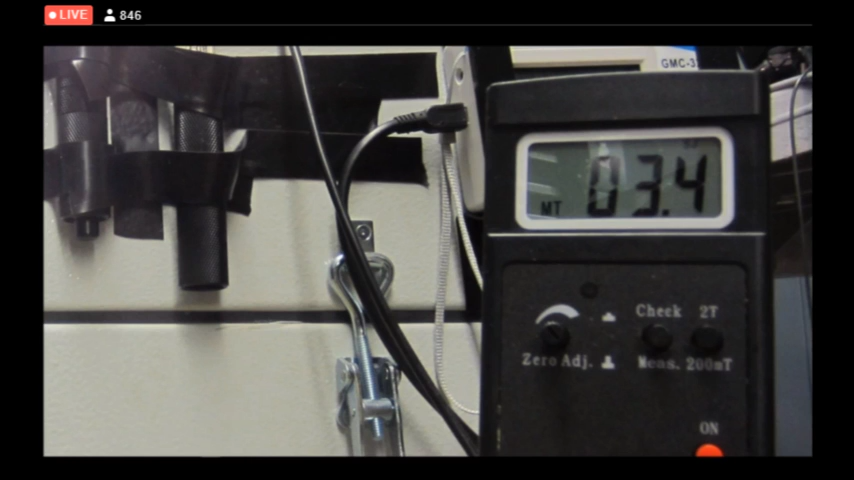 LIVE 846
GMC-3
03.4
MT
Check 2T
Zero Adj. Meas. 200mT
ON